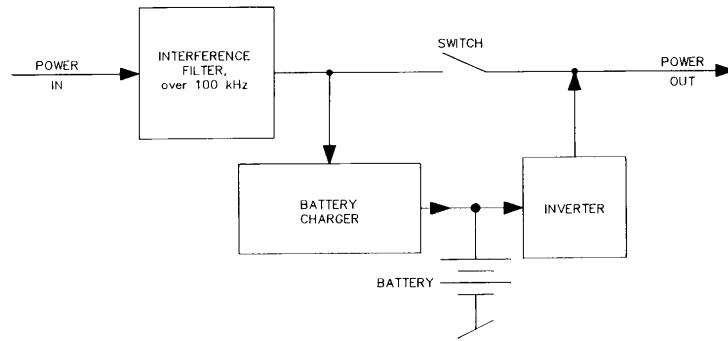 POWER
IN
INTERFERENCE
FILTER,
over 100 kHz
SWITCH
POWER
OUT
BATTERY
CHARGER
INVERTER
BATTERY